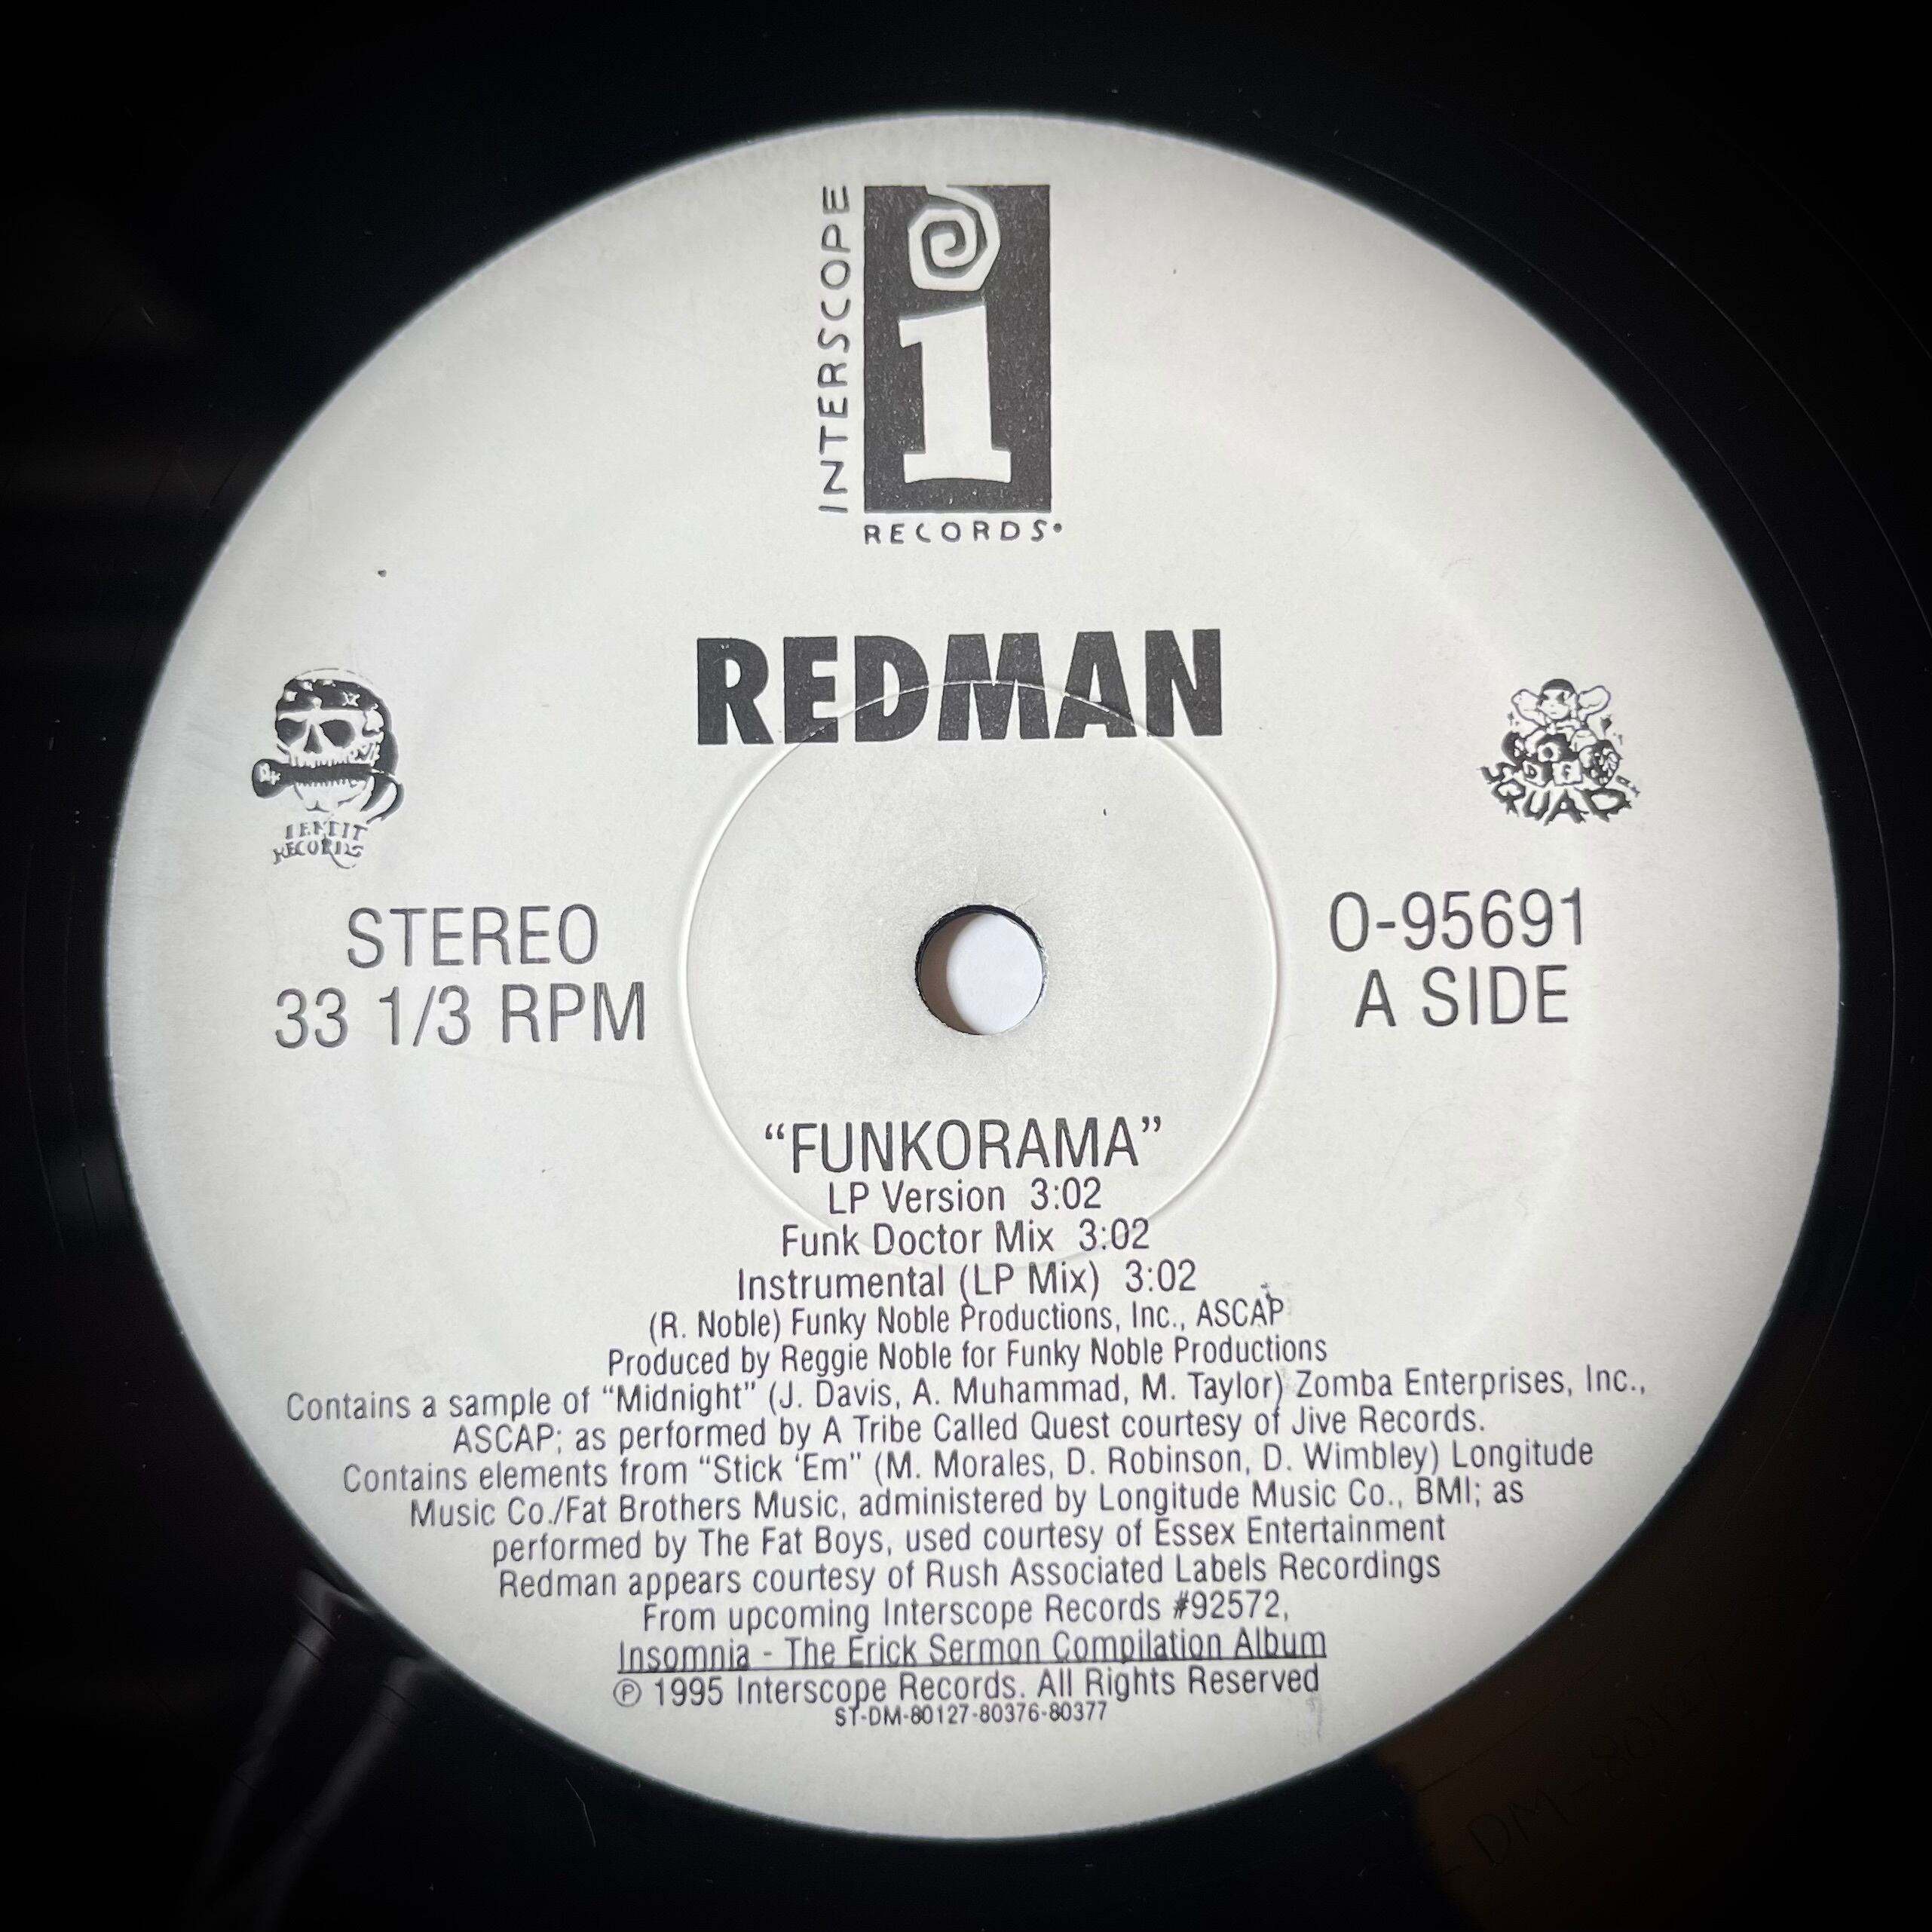 INTERSCOPE
i
RECORDS
REDMAN
RECORDS
DEF
SQUAD
STEREO
33 1/3 RPM
0-95691
A SIDE
“FUNKORAMA”
LP Version 3:02
Funk Doctor Mix 3:02
Instrumental (LP Mix) 3:02
(R. Noble) Funky Noble Productions, Inc., ASCAP
Produced by Reggie Noble for Funky Noble Productions
Contains a sample of “Midnight” (J. Davis, A. Muhammad, M. Taylor) Zomba Enterprises, Inc.,
ASCAP; as performed by A Tribe Called Quest courtesy of Jive Records.
Contains elements from “Stick ‘Em” (M. Morales, D. Robinson, D. Wimbley) Longitude
Music Co./Fat Brothers Music, administered by Longitude Music Co., BMI; as
performed by The Fat Boys, used courtesy of Essex Entertainment
Redman appears courtesy of Rush Associated Labels Recordings
From upcoming Interscope Records #92572,
Insomnia - The Erick Sermon Compilation Album
℗ 1995 Interscope Records. All Rights Reserved
ST-DM-80127-80376-80377